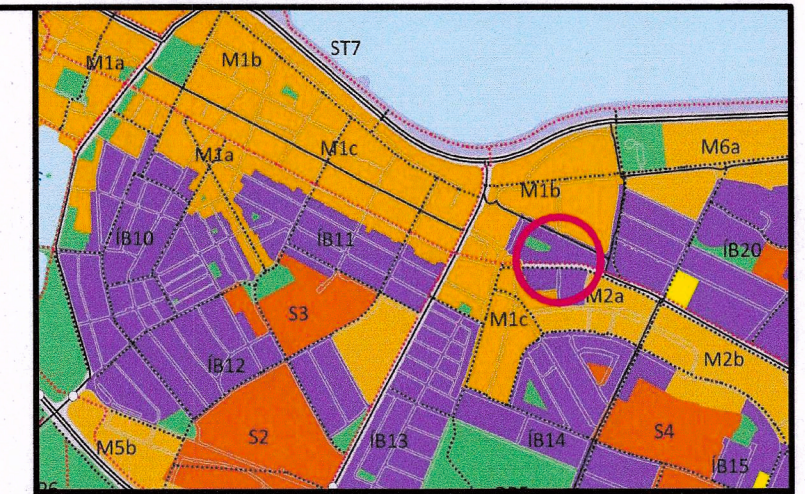 ST7
M1b
M1a
M1a
M1c
M6a
M1b
ÍB10
ÍB11
ÍB20
S3
M2a
M1c
ÍB12
M2b
S2
M5b
ÍB13
ÍB14
S4
ÍB15